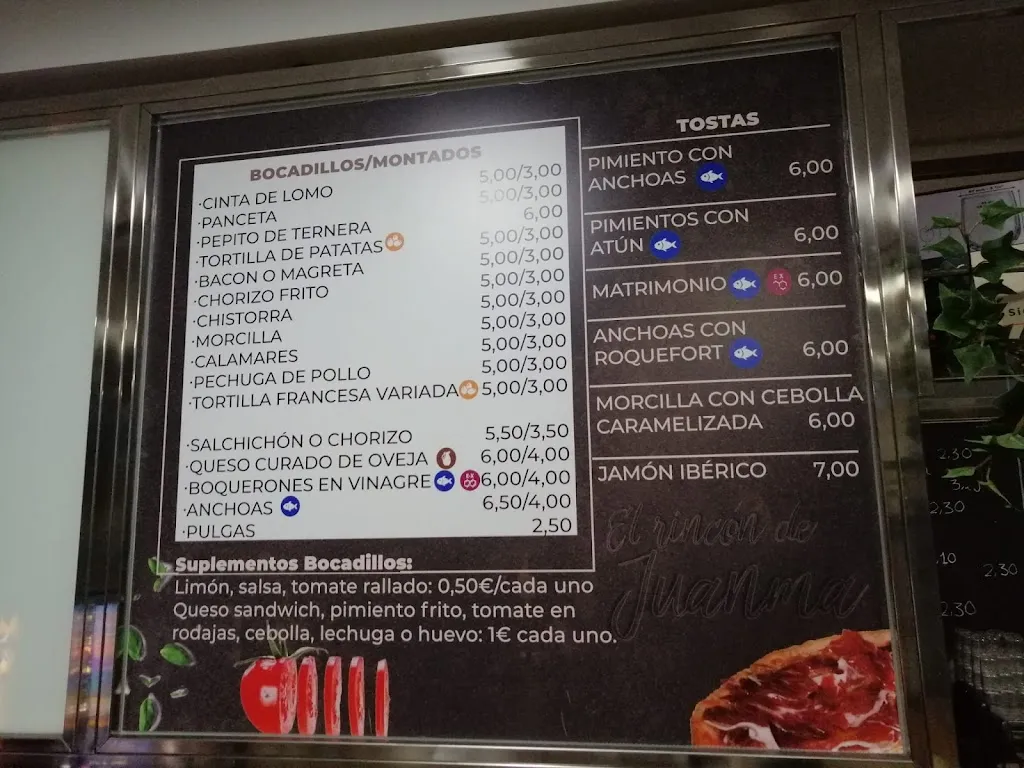 BOCADILLOS/MONTADOS
·CINTA DE LOMO 5,00/3,00
·PANCETA 5,00/3,00
·PEPITO DE TERNERA 6,00
·TORTILLA DE PATATAS 5,00/3,00
·BACON O MAGRETA 5,00/3,00
·CHORIZO FRITO 5,00/3,00
·CHISTORRA 5,00/3,00
·MORCILLA 5,00/3,00
·CALAMARES 5,00/3,00
·PECHUGA DE POLLO 5,00/3,00
·TORTILLA FRANCESA VARIADA 5,00/3,00
·SALCHICHÓN O CHORIZO 5,50/3,50
·QUESO CURADO DE OVEJA 6,00/4,00
·BOQUERONES EN VINAGRE 6,00/4,00
·ANCHOAS 6,50/4,00
·PULGAS 2,50
Suplementos Bocadillos:
Limón, salsa, tomate rallado: 0,50€/cada uno
Queso sandwich, pimiento frito, tomate en
rodajas, cebolla, lechuga o huevo: 1€ cada uno.
TOSTAS
PIMIENTO CON
ANCHOAS 6,00
PIMIENTOS CON
ATÚN 6,00
MATRIMONIO 6,00
ANCHOAS CON
ROQUEFORT 6,00
MORCILLA CON CEBOLLA
CARAMELIZADA 6,00
JAMÓN IBÉRICO 7,00
El rincón de
Juanma
2,30
2,30
2,30
2,30